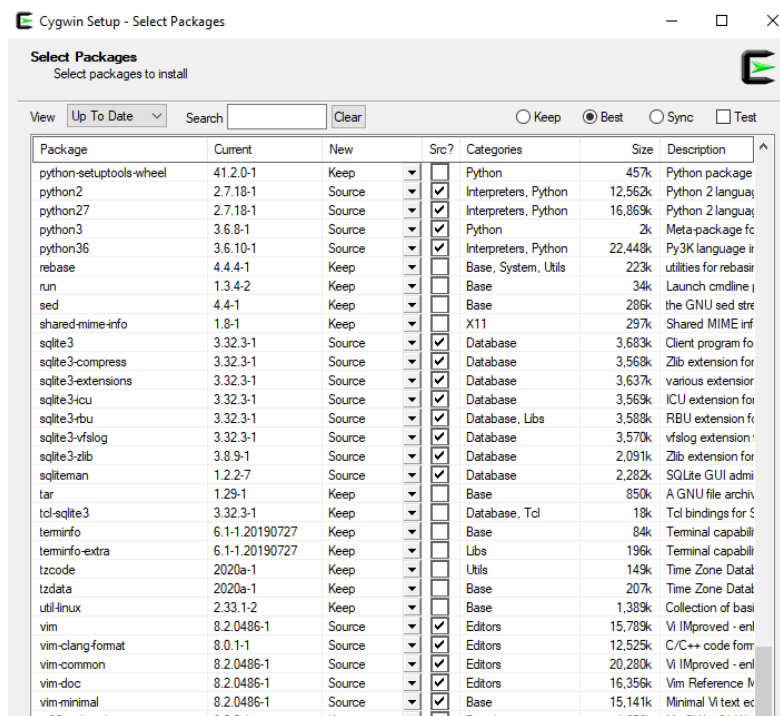 Cygwin Setup - Select Packages
Select Packages
Select packages to install
View Up To Date Search Clear Keep Best Sync Test
Package Current New Src? Categories Size Description
python-setuptools-wheel 41.2.0-1 Keep Python 457k Python package
python2 2.7.18-1 Source Interpreters, Python 12,562k Python 2 languag
python27 2.7.18-1 Source Interpreters, Python 16,869k Python 2 languag
python3 3.6.8-1 Source Python 2k Meta-package fo
python36 3.6.10-1 Source Interpreters, Python 22,448k Py3K language in
rebase 4.4.4-1 Keep Base, System, Utils 223k utilities for rebasin
run 1.3.4-2 Keep Base 34k Launch cmdline
sed 4.4-1 Keep Base 286k the GNU sed stre
shared-mime-info 1.8-1 Keep X11 297k Shared MIME inf
sqlite3 3.32.3-1 Source Database 3,683k Client program fo
sqlite3-compress 3.32.3-1 Source Database 3,568k Zlib extension for
sqlite3-extensions 3.32.3-1 Source Database 3,637k various extension
sqlite3-icu 3.32.3-1 Source Database 3,569k ICU extension for
sqlite3-rbu 3.32.3-1 Source Database, Libs 3,588k RBU extension fo
sqlite3-vfslog 3.32.3-1 Source Database 3,570k vfslog extension
sqlite3-zlib 3.8.9-1 Source Database 2,091k Zlib extension for
sqliteman 1.2.2-7 Source Database 2,282k SQLite GUI admi
tar 1.29-1 Keep Base 850k A GNU file archiv
tcl-sqlite3 3.32.3-1 Keep Database, Tcl 18k Tcl bindings for S
terminfo 6.1-1.20190727 Keep Base 84k Terminal capabili
terminfo-extra 6.1-1.20190727 Keep Libs 196k Terminal capabili
tzcode 2020a-1 Keep Utils 149k Time Zone Datab
tzdata 2020a-1 Keep Base 207k Time Zone Datab
util-linux 2.33.1-2 Keep Base 1,389k Collection of basi
vim 8.2.0486-1 Source Editors 15,789k Vi IMproved - enh
vim-clang-format 8.0.1-1 Source Editors 12,525k C/C++ code form
vim-common 8.2.0486-1 Source Editors 20,280k Vi IMproved - enh
vim-doc 8.2.0486-1 Source Editors 16,356k Vim Reference M
vim-minimal 8.2.0486-1 Source Base 15,141k Minimal Vi text ed